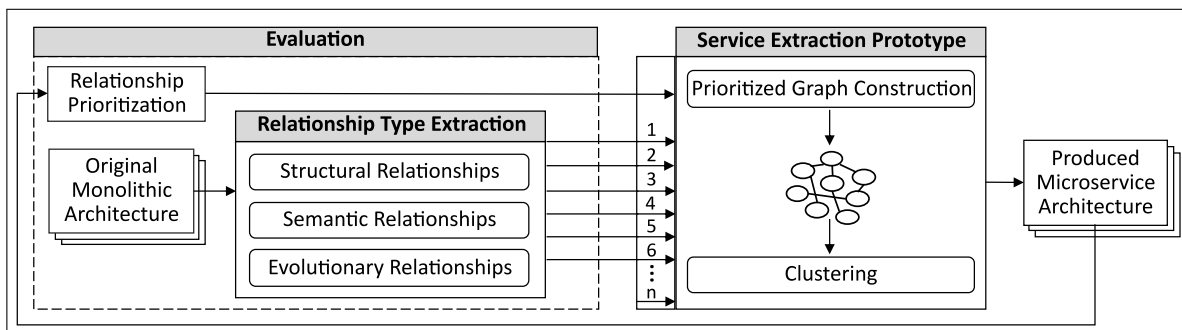 Evaluation
Relationship
Prioritization
Original
Monolithic
Architecture
Relationship Type Extraction
Structural Relationships
Semantic Relationships
Evolutionary Relationships
1
2
3
4
5
6
n
Service Extraction Prototype
Prioritized Graph Construction
Clustering
Produced
Microservice
Architecture